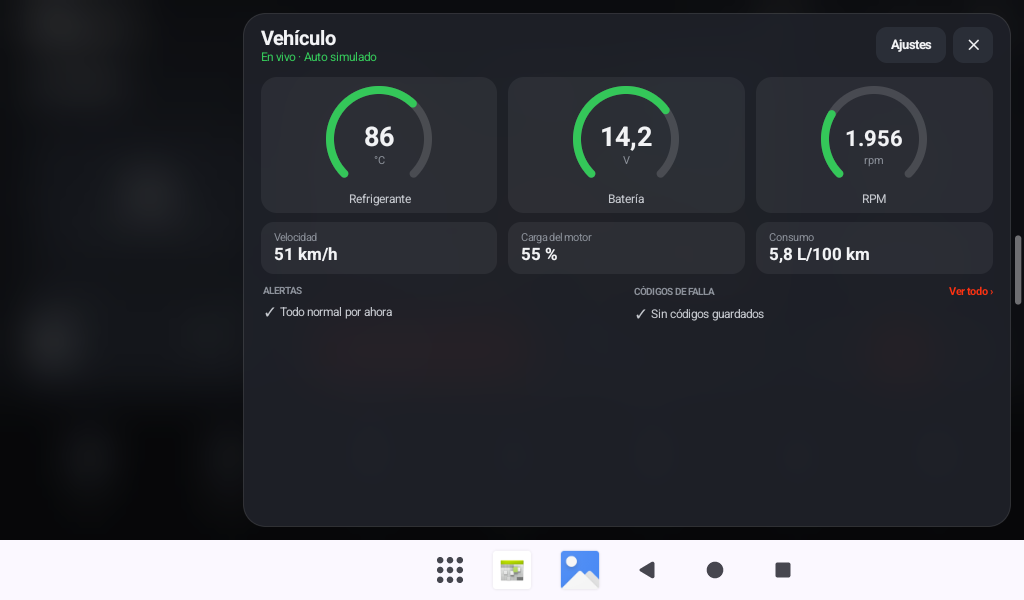 Vehículo
En vivo · Auto simulado
Ajustes
86
°C
Refrigerante
14,2
V
Batería
1.956
rpm
RPM
Velocidad
51 km/h
Carga del motor
55 %
Consumo
5,8 L/100 km
ALERTAS
✓ Todo normal por ahora
CÓDIGOS DE FALLA
Ver todo ›
✓ Sin códigos guardados